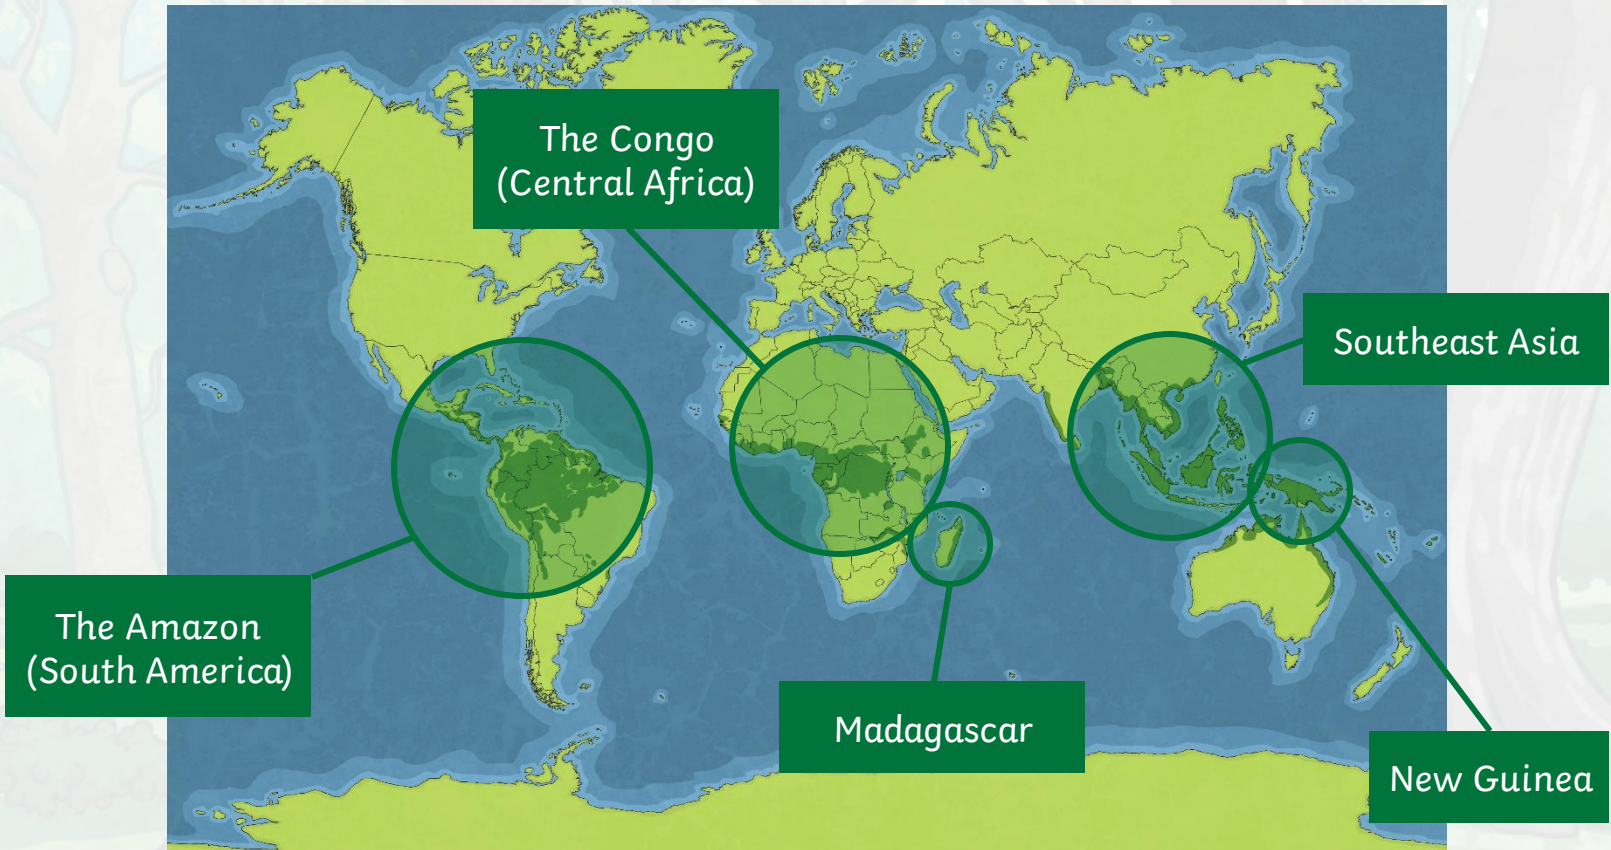 The Congo
(Central Africa)
Southeast Asia
The Amazon
(South America)
Madagascar
New Guinea